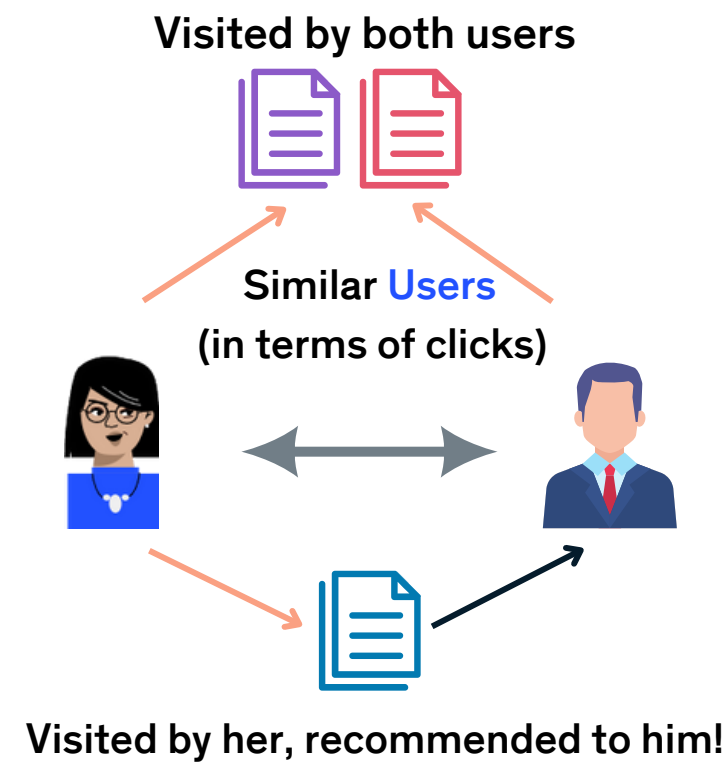 Visited by both users
Similar Users
(in terms of clicks)
Visited by her, recommended to him!